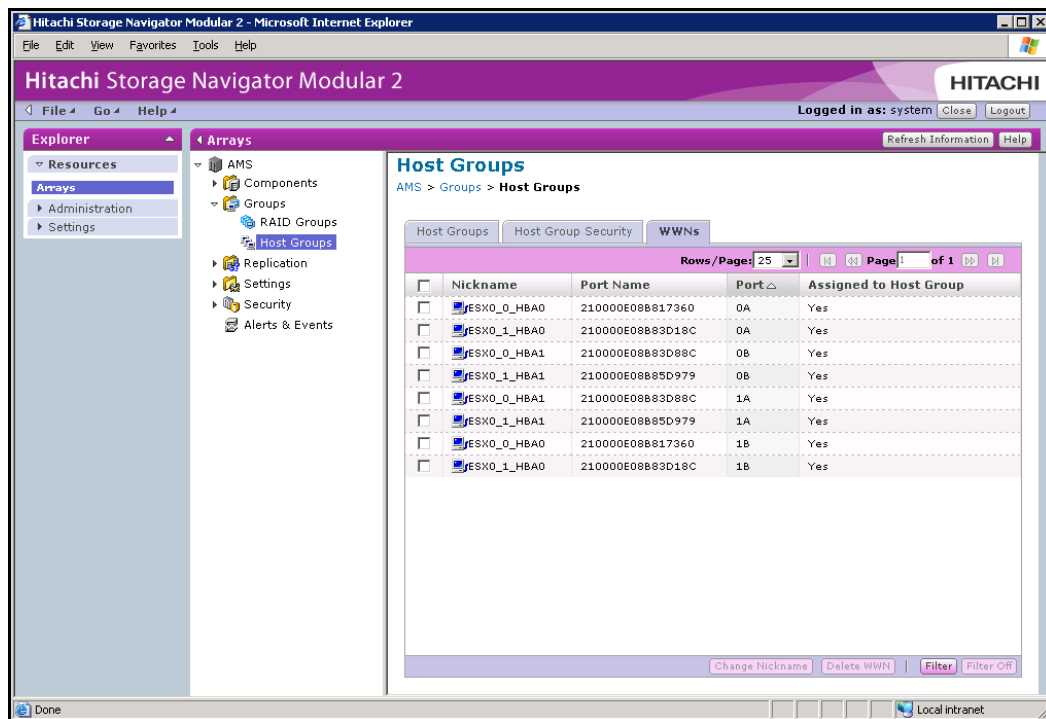 Hitachi Storage Navigator Modular 2 - Microsoft Internet Explorer
File Edit View Favorites Tools Help
Hitachi Storage Navigator Modular 2
HITACHI
File Go Help Logged in as: system Close Logout
Explorer
Arrays Refresh Information Help
Resources
Arrays
Administration
Settings
AMS
Components
Groups
RAID Groups
Host Groups
Replication
Settings
Security
Alerts & Events
Host Groups
AMS > Groups > Host Groups
Host Groups Host Group Security WWNs
Rows/Page: 25 Page 1 of 1
Nickname Port Name Port Assigned to Host Group
ESX0_0_HBA0 210000E08B817360 0A Yes
ESX0_1_HBA0 210000E08B83D18C 0A Yes
ESX0_0_HBA1 210000E08B83D88C 0B Yes
ESX0_1_HBA1 210000E08B85D979 0B Yes
ESX0_0_HBA1 210000E08B83D88C 1A Yes
ESX0_1_HBA1 210000E08B85D979 1A Yes
ESX0_0_HBA0 210000E08B817360 1B Yes
ESX0_1_HBA0 210000E08B83D18C 1B Yes
Change Nickname Delete WWN Filter Filter Off
Done Local intranet